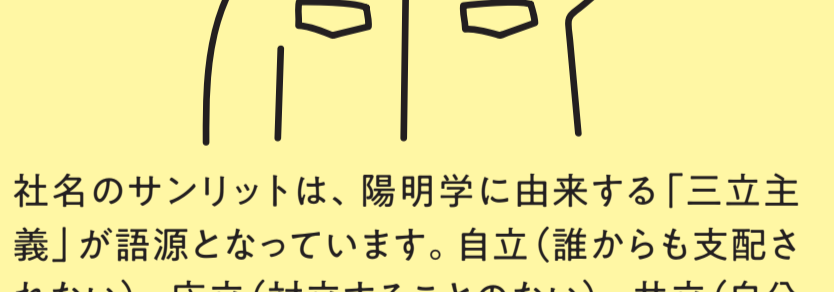 社名のサンリットは、陽明学に由来する「三立主
義」が語源となっています。自立（誰からも支配さ